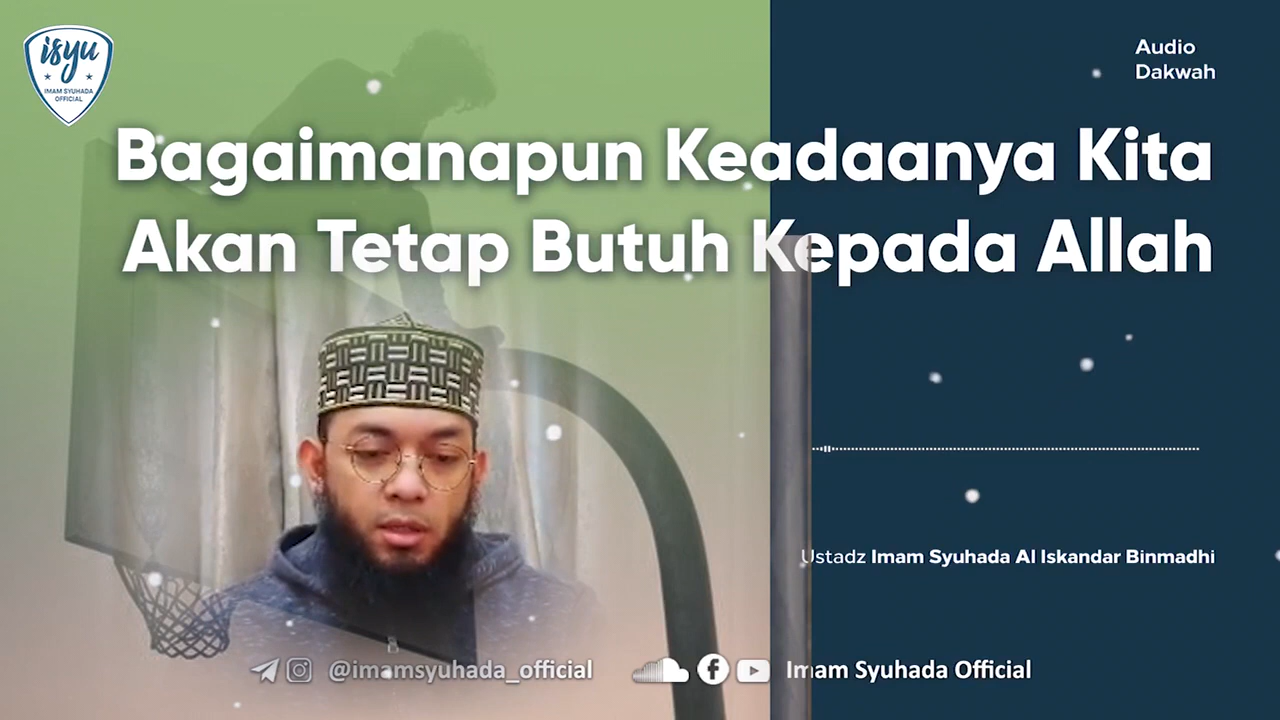 isyu
IMAM SYUHADA
OFFICIAL
Audio
Dakwah
Bagaimanapun Keadaanya Kita
Akan Tetap Butuh Kepada Allah
Ustadz Imam Syuhada Al Iskandar Binmadhi
@imamsyuhada_official
Imam Syuhada Official